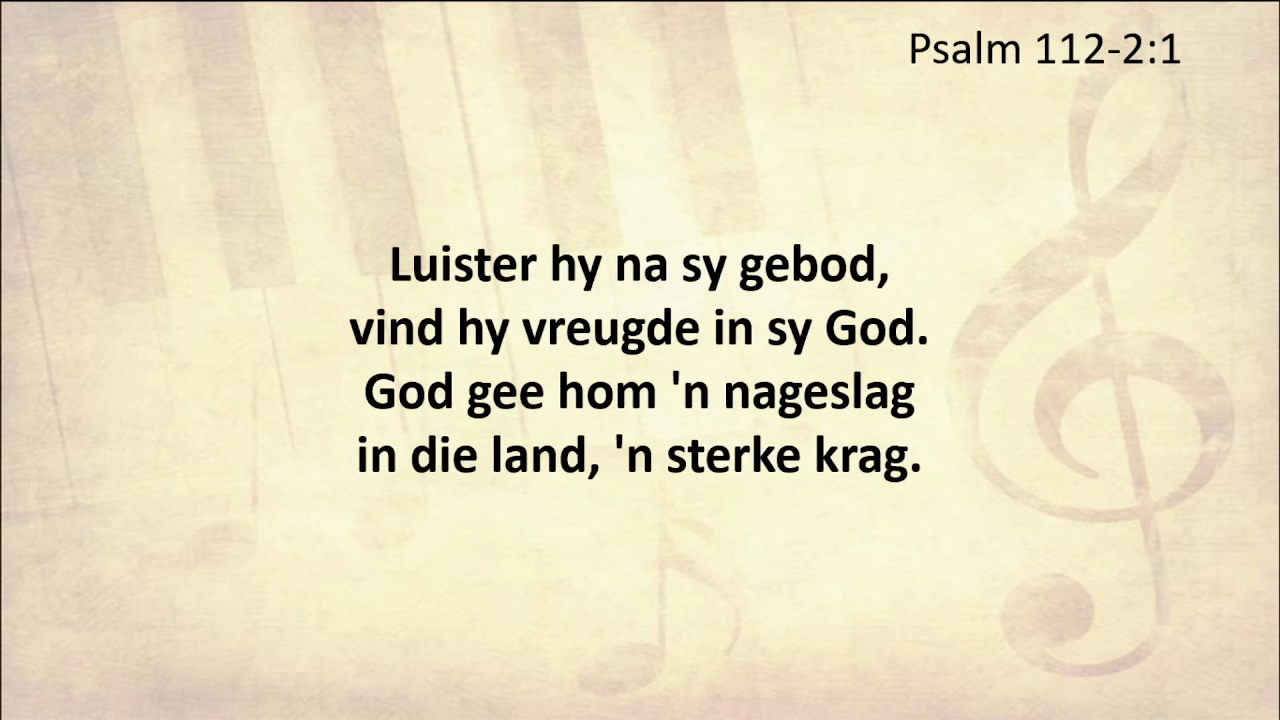 Psalm 112-2:1
Luister hy na sy gebod,
vind hy vreugde in sy God.
God gee hom 'n nageslag
in die land, 'n sterke krag.